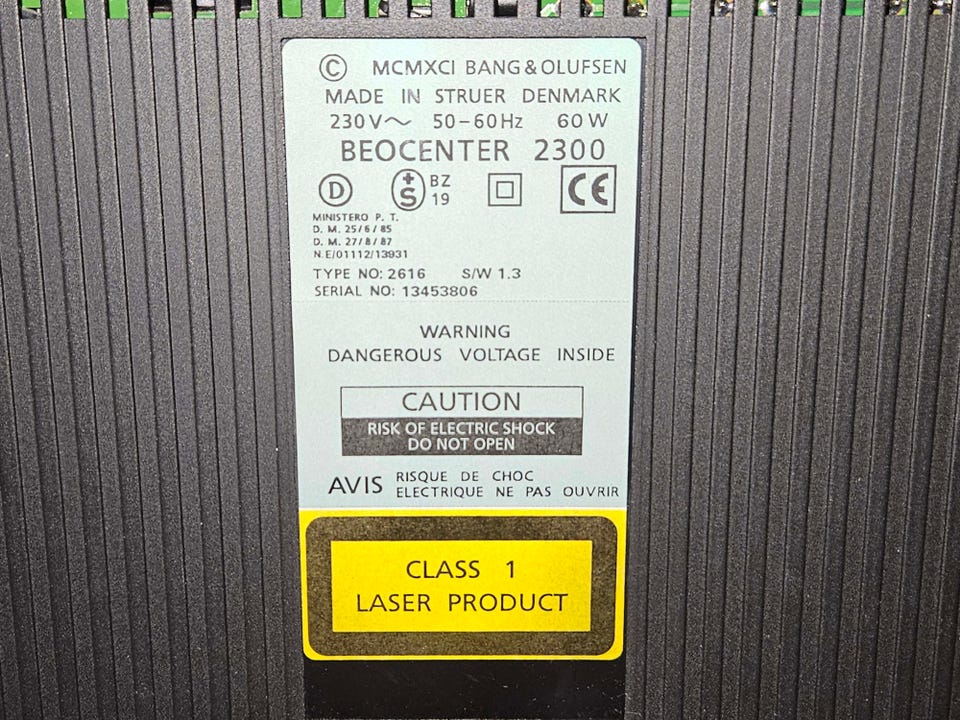 © MCMXCI BANG & OLUFSEN
MADE IN STRUER DENMARK
230V~ 50-60Hz 60W
BEOCENTER 2300
D +S BZ 19 CE
MINISTERO P. T.
D. M. 25/6/85
D. M. 27/8/87
N.E/01112/13931
TYPE NO: 2616 S/W 1.3
SERIAL NO: 13453806
WARNING
DANGEROUS VOLTAGE INSIDE
CAUTION
RISK OF ELECTRIC SHOCK
DO NOT OPEN
AVIS RISQUE DE CHOC
ELECTRIQUE NE PAS OUVRIR
CLASS 1
LASER PRODUCT